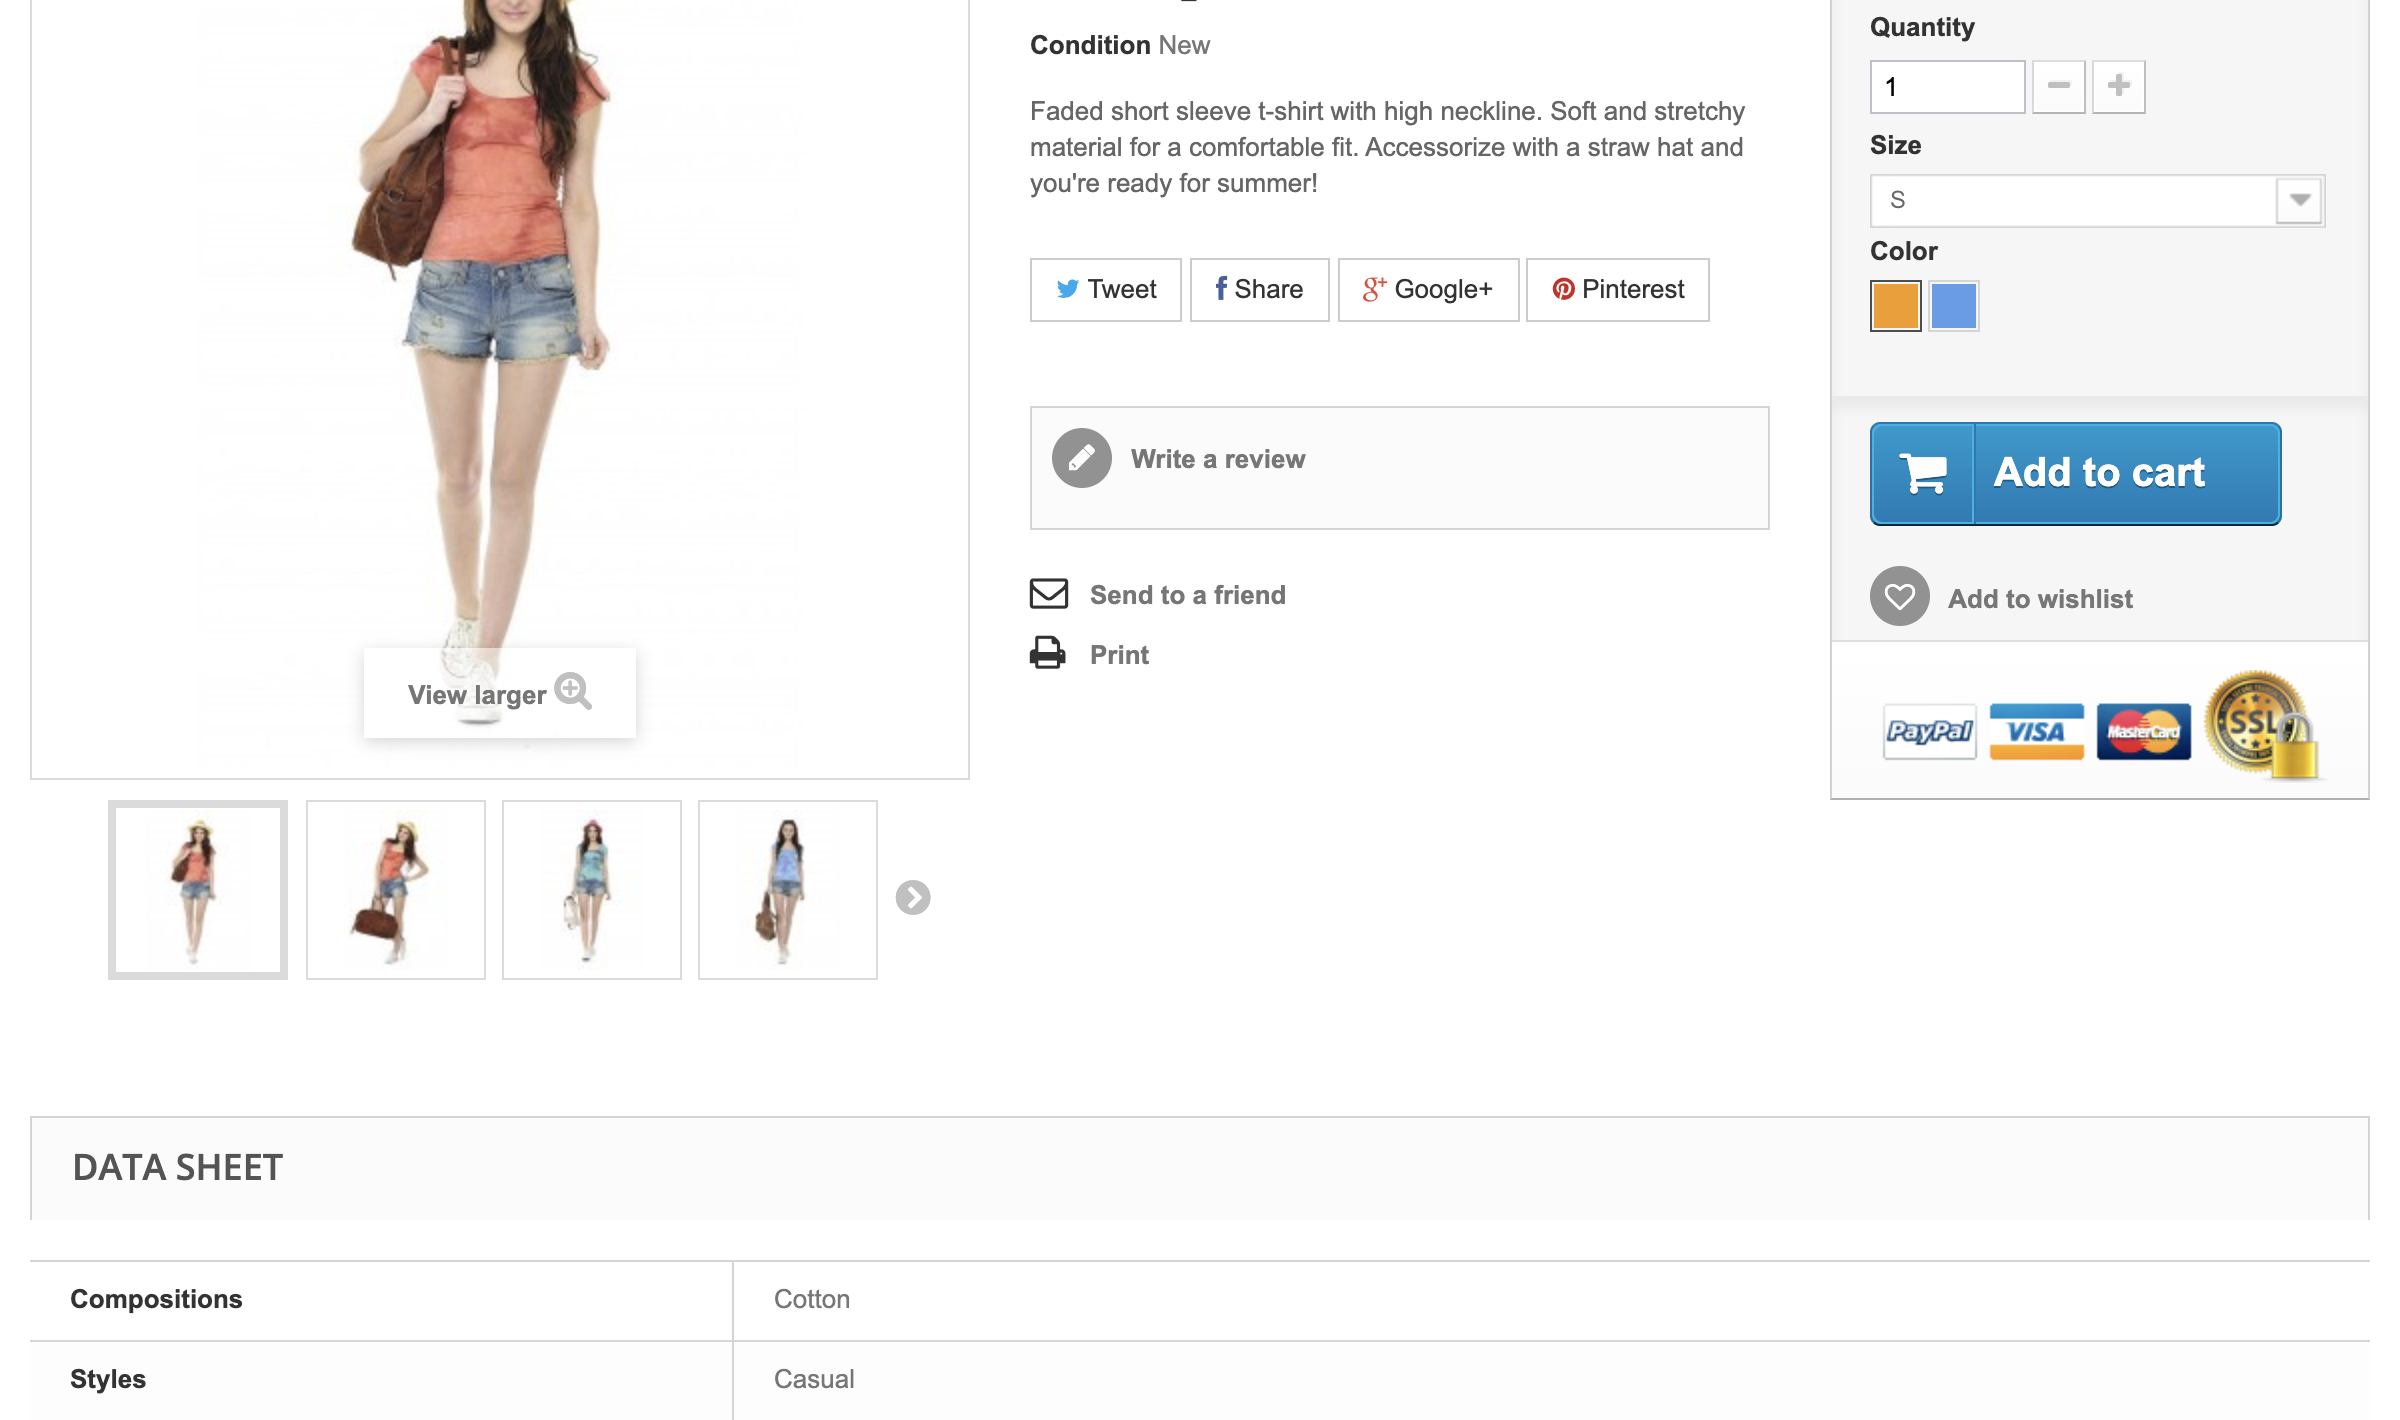 Condition New
Faded short sleeve t-shirt with high neckline. Soft and stretchy
material for a comfortable fit. Accessorize with a straw hat and
you're ready for summer!
Tweet
Share
Google+
Pinterest
Write a review
Send to a friend
Print
View larger
Quantity
1
Size
S
Color
Add to cart
Add to wishlist
PayPal
VISA
MasterCard
SSL
DATA SHEET
Compositions
Cotton
Styles
Casual